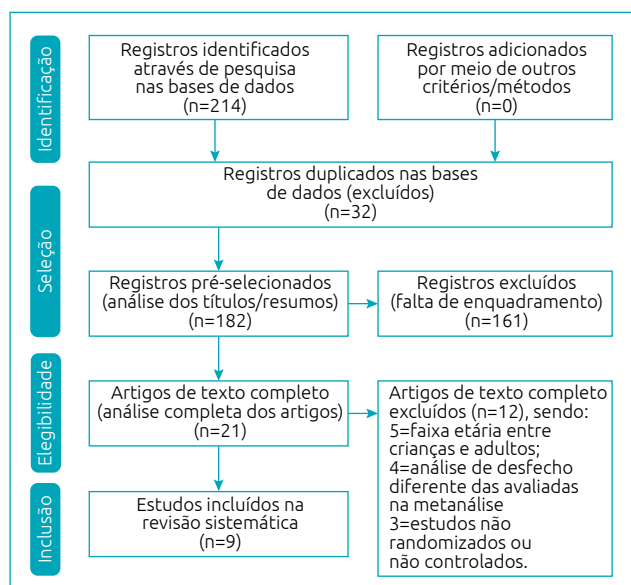 Identificação
Registros identificados
através de pesquisa
nas bases de dados
(n=214)
Registros adicionados
por meio de outros
critérios/métodos
(n=0)
Seleção
Registros duplicados nas bases
de dados (excluídos)
(n=32)
Registros pré-selecionados
(análise dos títulos/resumos)
(n=182)
Registros excluídos
(falta de enquadramento)
(n=161)
Elegibilidade
Artigos de texto completo
(análise completa dos artigos)
(n=21)
Artigos de texto completo
excluídos (n=12), sendo:
5=faixa etária entre
crianças e adultos;
4=análise de desfecho
diferente das avaliadas
na metanálise
3=estudos não
randomizados ou
não controlados.
Inclusão
Estudos incluídos na
revisão sistemática
(n=9)